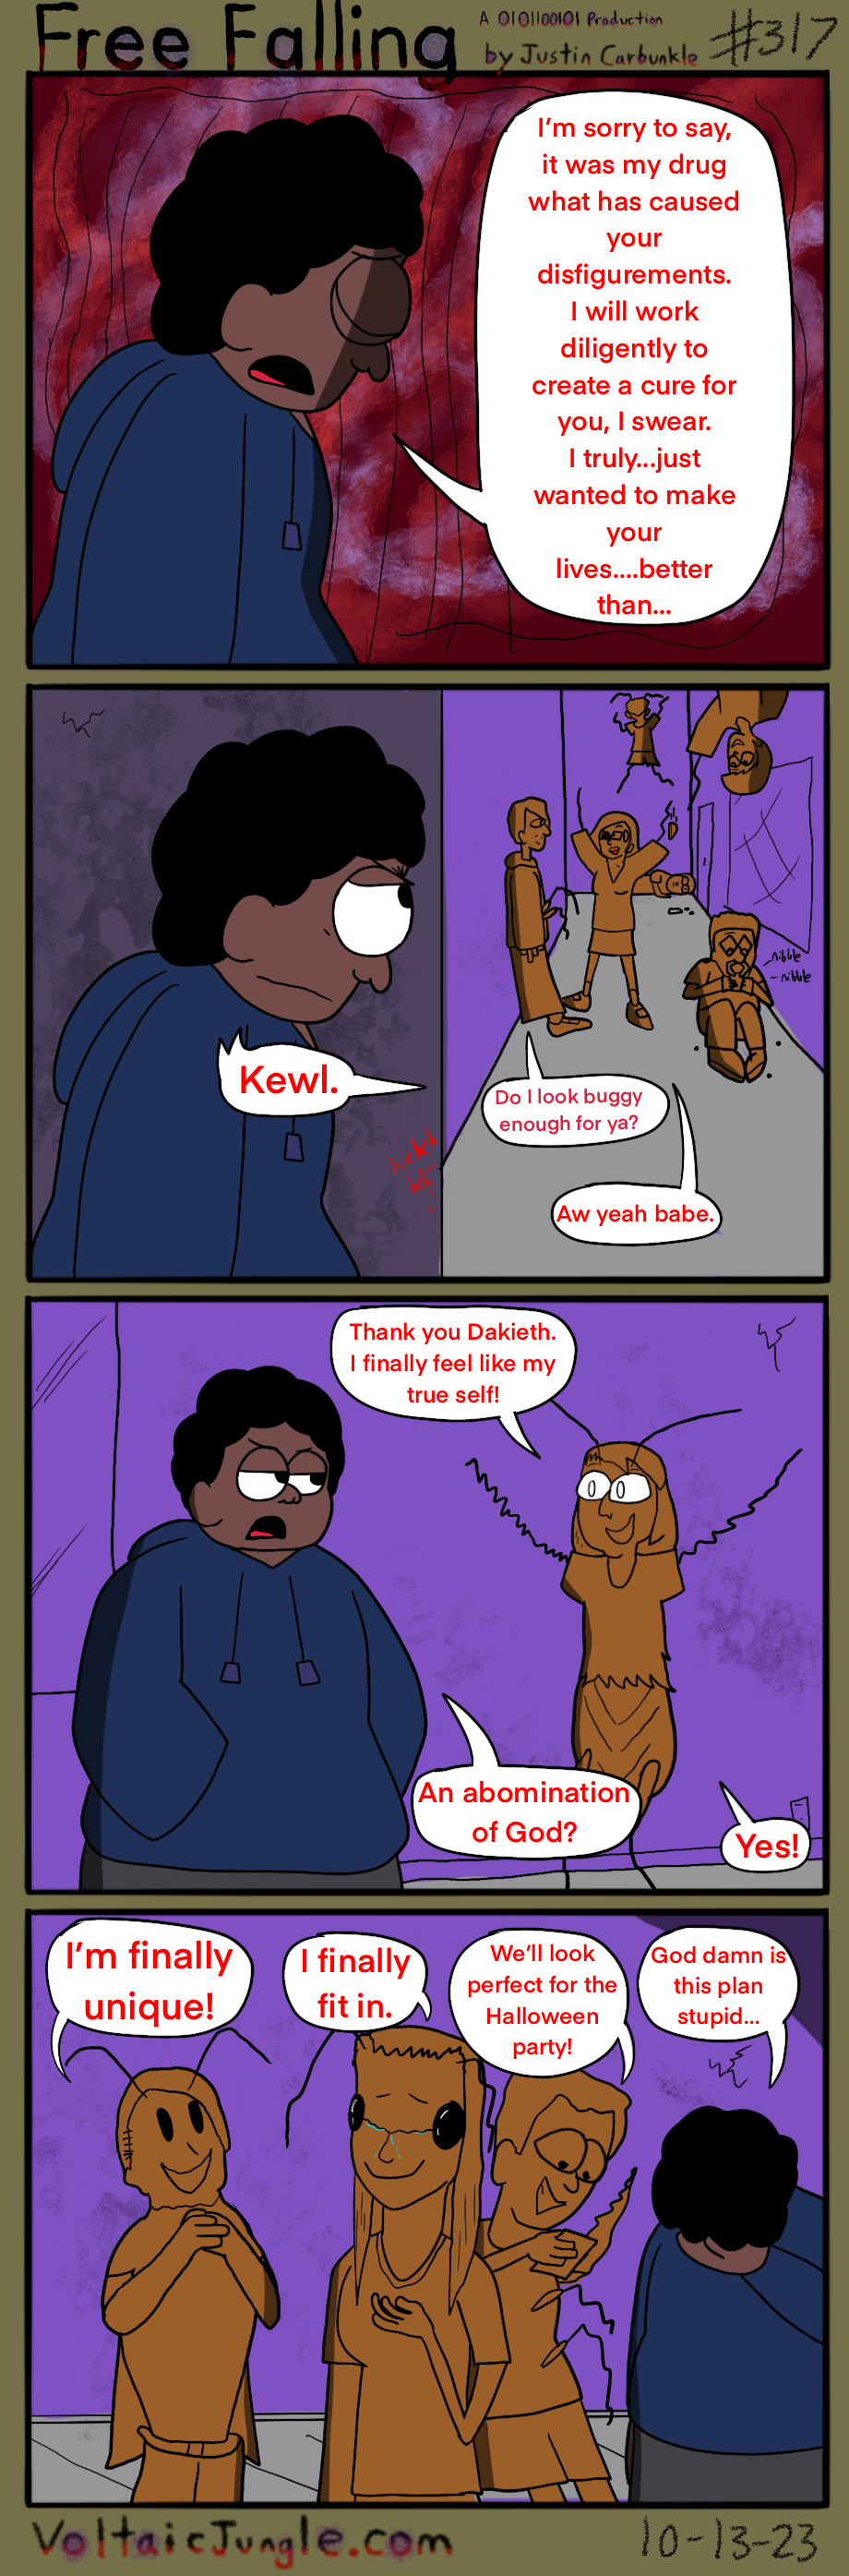 Free Falling
A 0101100101 Production
by Justin Carbunkle
#317
I'm sorry to say,
it was my drug
what has caused
your
disfigurements.
I will work
diligently to
create a cure for
you, I swear.
I truly...just
wanted to make
your
lives....better
than...
Kewl.
nibble
- nibble
Do I look buggy
enough for ya?
Aw yeah babe.
Thank you Dakieth.
I finally feel like my
true self!
An abomination
of God?
Yes!
I'm finally
unique!
I finally
fit in.
We'll look
perfect for the
Halloween
party!
God damn is
this plan
stupid...
VoltaicJungle.com
10-13-23